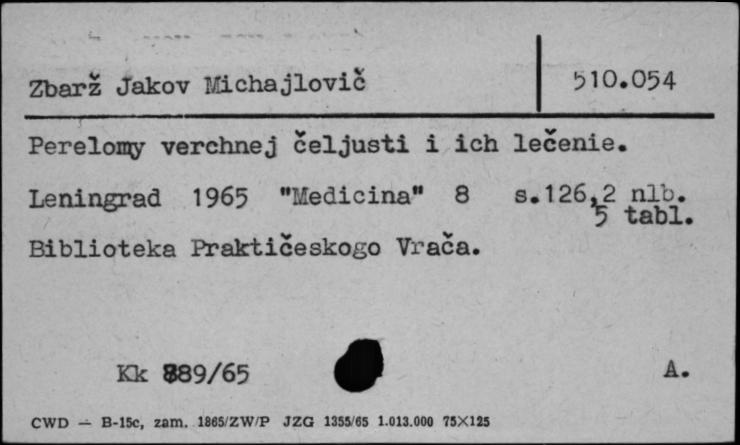 Zbarž Jakov Michajlovič 510.054
Perelomy verchnej čeljusti i ich lečenie.
Leningrad 1965 "Medicina" 8 s.126,2 nlb.
5 tabl.
Biblioteka Praktičeskogo Vrača.
Kk 889/65 A.
CWD — B-15c, zam. 1865/ZW/P JZG 1355/65 1.013.000 75X125